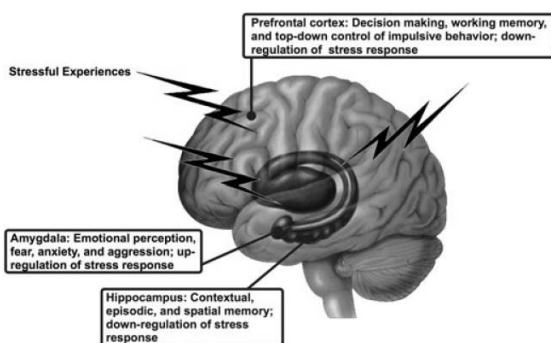 Prefrontal cortex: Decision making, working memory,
and top-down control of impulsive behavior; down-
regulation of stress response
Stressful Experiences
Amygdala: Emotional perception,
fear, anxiety, and aggression; up-
regulation of stress response
Hippocampus: Contextual,
episodic, and spatial memory;
down-regulation of stress
response